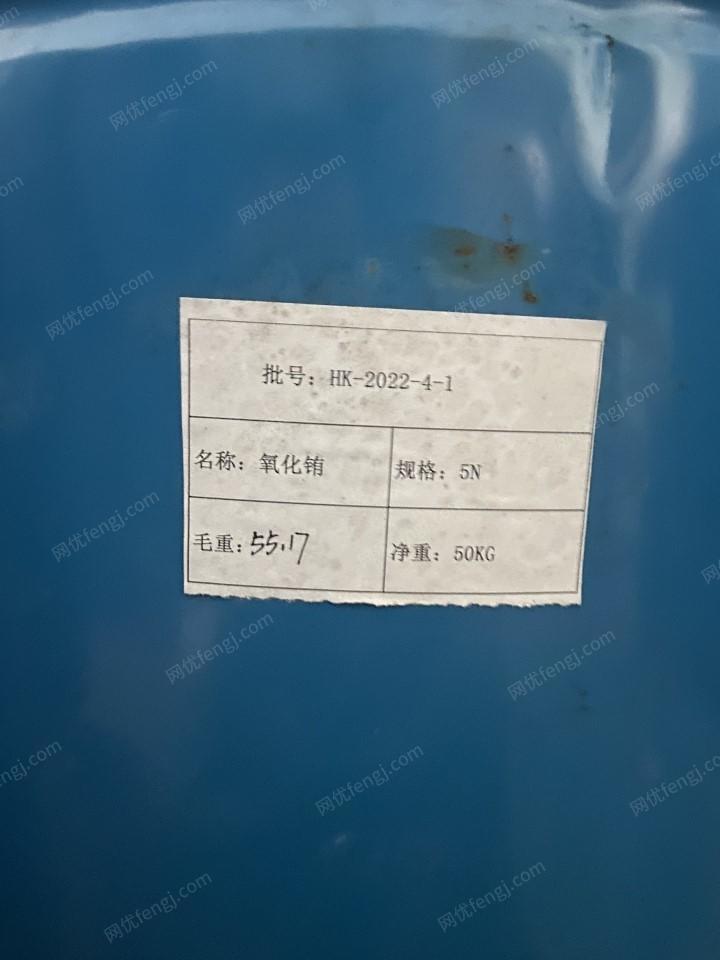 批号：HK-2022-4-1
名称：氧化铕
规格：5N
毛重：55.17
净重：50KG
网优fengj.com